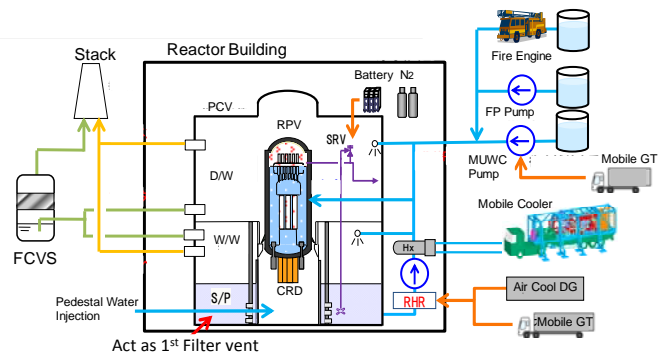 Reactor Building
Stack
Fire Engine
Battery N2
PCV
RPV
SRV
FP Pump
MUWC
Pump
Mobile GT
D/W
Mobile Cooler
W/W
FCVS
Hx
S/P
CRD
RHR
Air Cool DG
Pedestal Water
Injection
Mobile GT
Act as 1st Filter vent